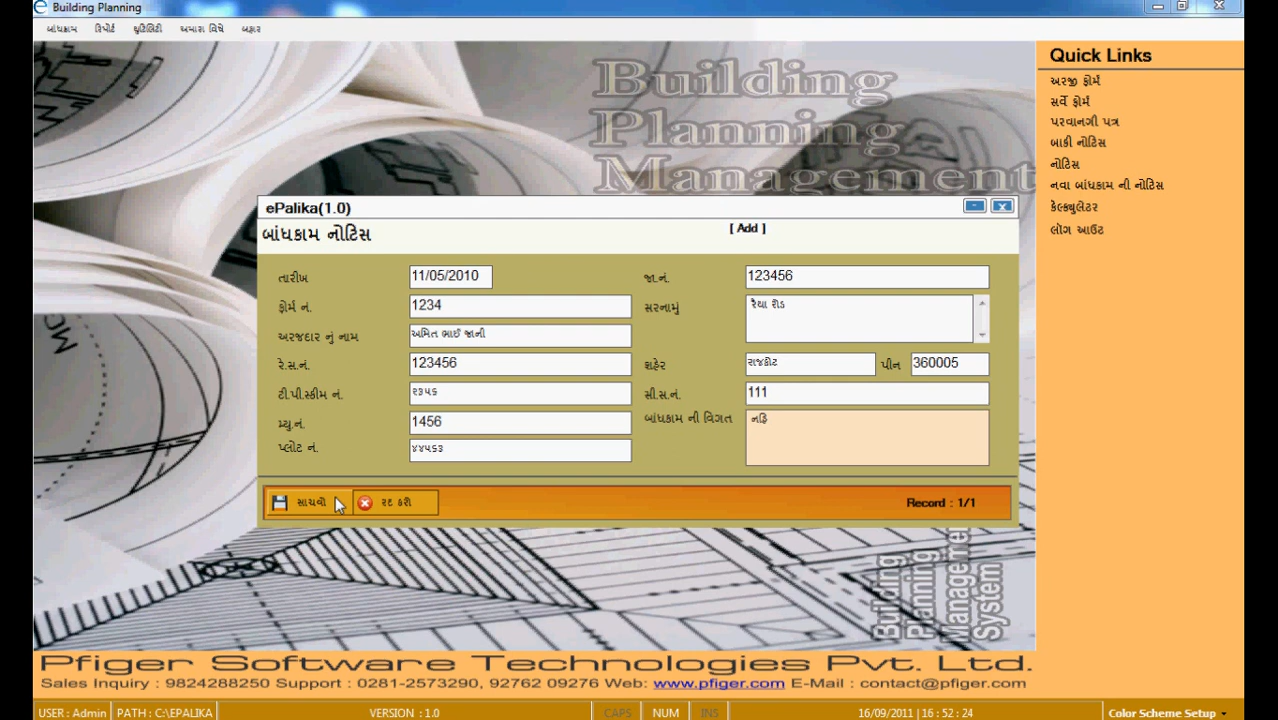 Building Planning
બાંધકામ રિપોર્ટ યુટિલિટી અમારા વિષે બહાર
Building
Planning
Management
Quick Links
અરજી ફોર્મ
સર્વે ફોર્મ
પરવાનગી પત્ર
બાકી નોટિસ
નોટિસ
નવા બાંધકામ ની નોટિસ
કેલ્ક્યુલેટર
લૉગ આઉટ
ePalika(1.0)
બાંધકામ નોટિસ [ Add ]
તારીખ 11/05/2010 જા.નં. 123456
ફોર્મ નં. 1234 સરનામું રૈયા રોડ
અરજદાર નું નામ અમિત ભાઈ જાની
રે.સ.નં. 123456 શહેર રાજકોટ પીન 360005
ટી.પી.સ્કીમ નં. ૨૩૫૬ સી.સ.નં. 111
મ્યુ.નં. 1456 બાંધકામ ની વિગત નહિ
પ્લોટ નં. ૪૪૫૬૩
સાચવો રદ કરો Record : 1/1
Building
Planning
Management
System
Pfiger Software Technologies Pvt. Ltd.
Sales Inquiry : 9824288250 Support : 0281-2573290, 92762 09276 Web: www.pfiger.com E-Mail : contact@pfiger.com
USER : Admin PATH : C:\EPALIKA VERSION : 1.0 CAPS NUM INS 16/09/2011 | 16 : 52 : 24 Color Scheme Setup